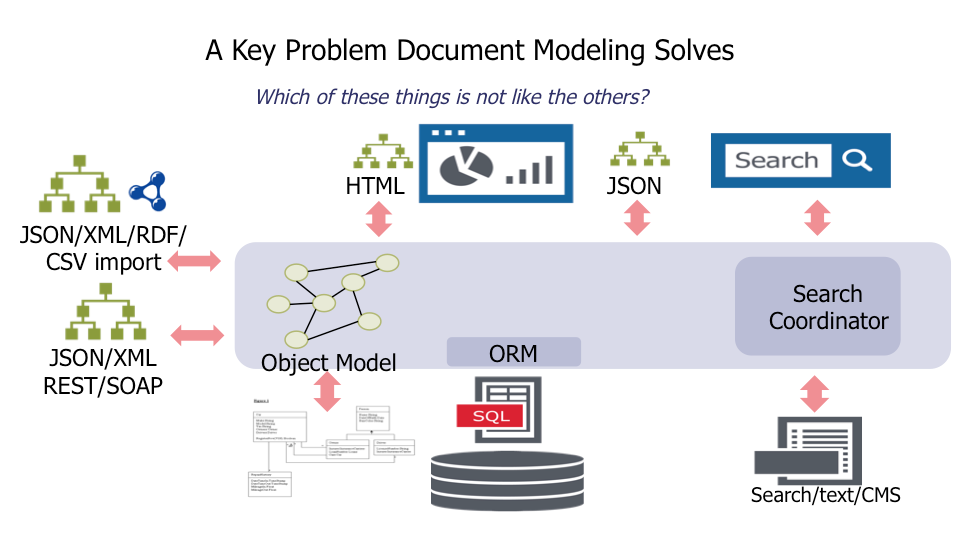 A Key Problem Document Modeling Solves
Which of these things is not like the others?
HTML
JSON
Search
JSON/XML/RDF/
CSV import
JSON/XML
REST/SOAP
Object Model
ORM
Search
Coordinator
SQL
Search/text/CMS